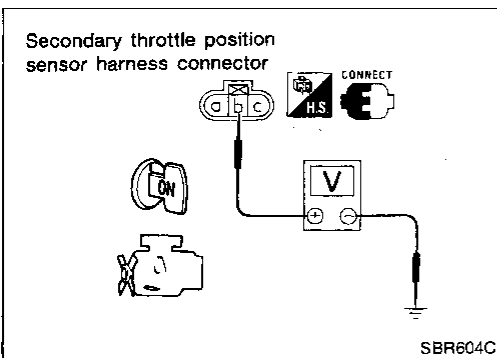 Secondary throttle position
sensor harness connector
CONNECT
a b c
H.S.
ON
V
+ −
SBR604C